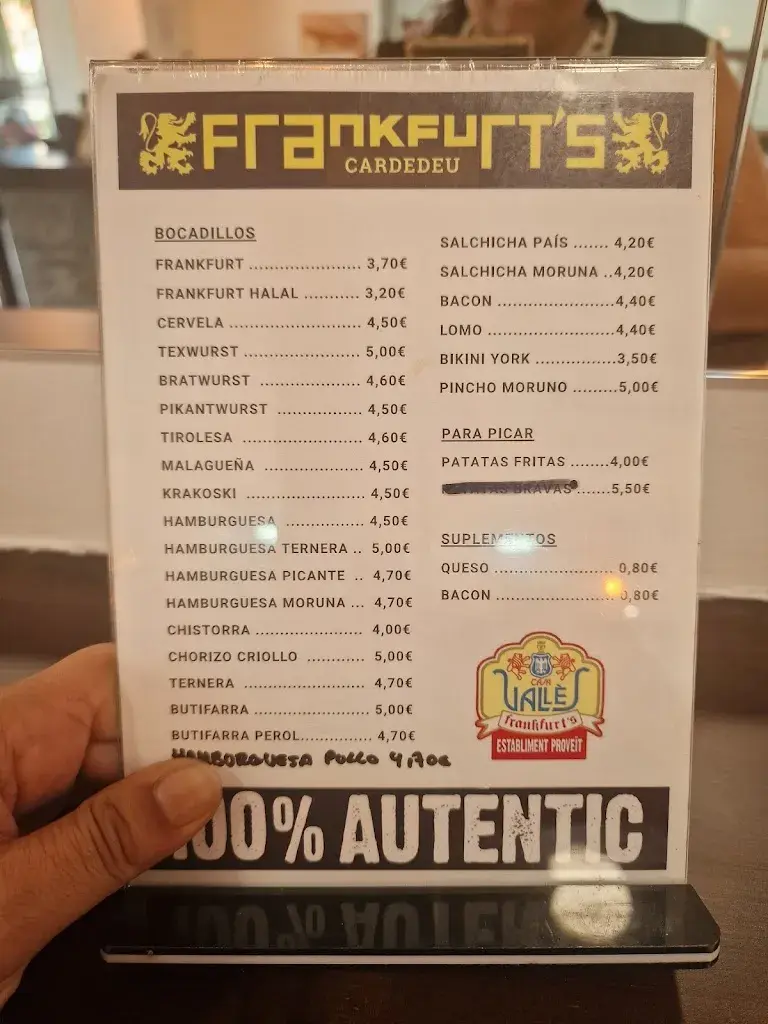 Frankfurt's
CARDEDEU
BOCADILLOS
FRANKFURT ...................... 3,70€
FRANKFURT HALAL ........... 3,20€
CERVELA .......................... 4,50€
TEXWURST ....................... 5,00€
BRATWURST .................... 4,60€
PIKANTWURST ................. 4,50€
TIROLESA ........................ 4,60€
MALAGUEÑA .................... 4,50€
KRAKOSKI ....................... 4,50€
HAMBURGUESA ............... 4,50€
HAMBURGUESA TERNERA .. 5,00€
HAMBURGUESA PICANTE .. 4,70€
HAMBURGUESA MORUNA ... 4,70€
CHISTORRA ..................... 4,00€
CHORIZO CRIOLLO ........... 5,00€
TERNERA ........................ 4,70€
BUTIFARRA ..................... 5,00€
BUTIFARRA PEROL.............. 4,70€
HAMBORGUESA POLLO 4,70€
SALCHICHA PAÍS ....... 4,20€
SALCHICHA MORUNA ..4,20€
BACON .......................4,40€
LOMO .........................4,40€
BIKINI YORK ................3,50€
PINCHO MORUNO .........5,00€
PARA PICAR
PATATAS FRITAS ........4,00€
PATATAS BRAVAS .......5,50€
SUPLEMENTOS
QUESO ........................ 0,80€
BACON ........................ 0,80€
CAN
VALLÈS
frankfurt's
ESTABLIMENT PROVEÏT
100% AUTENTIC